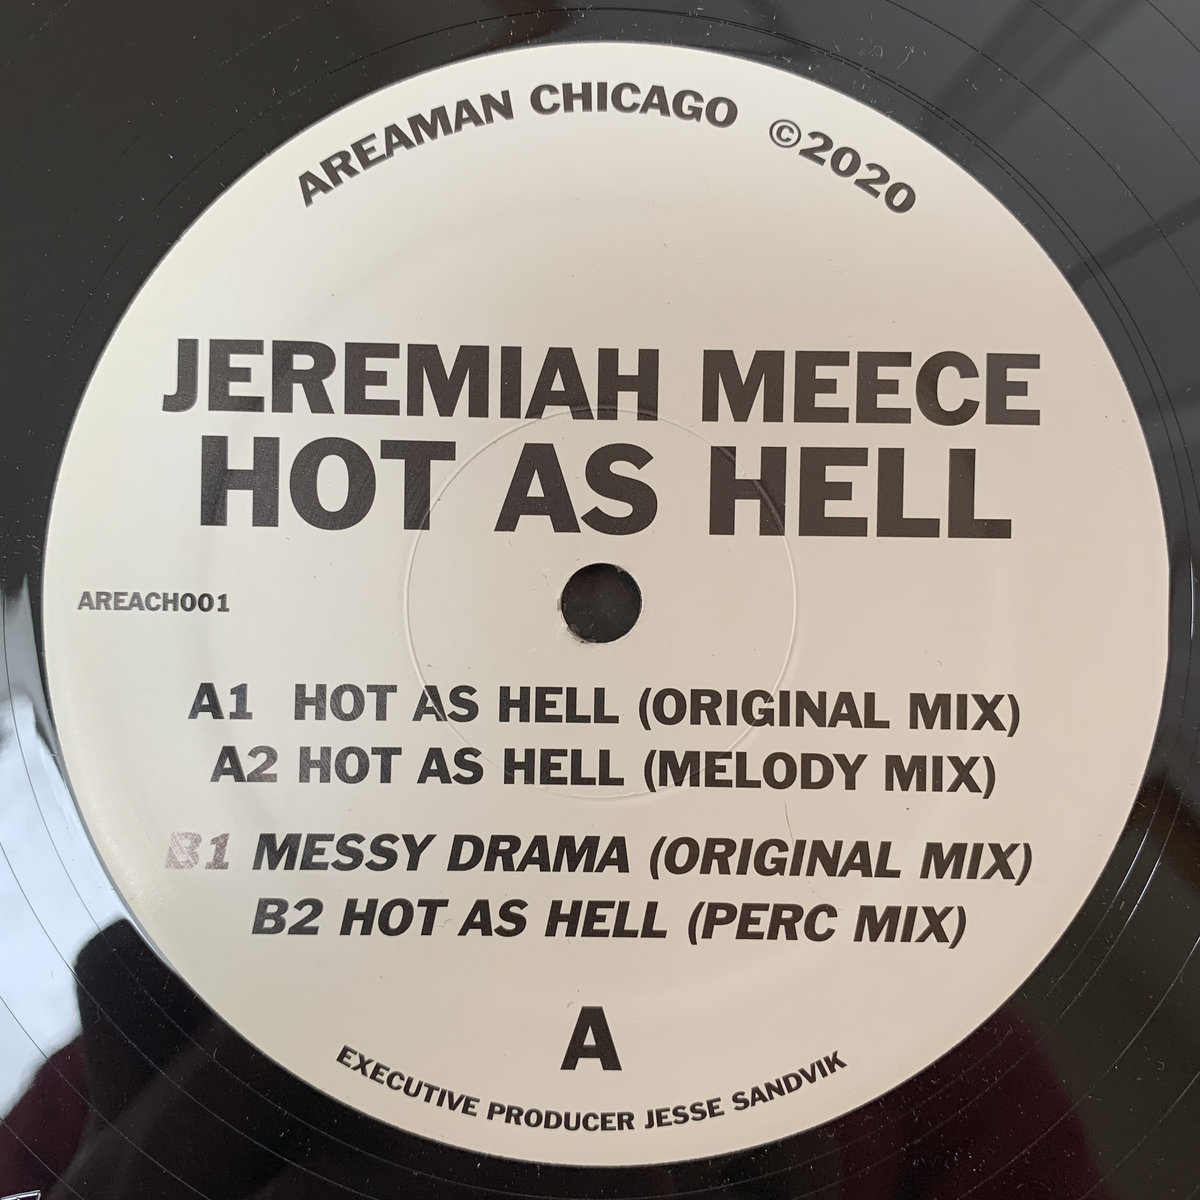 AREAMAN CHICAGO ©2020
JEREMIAH MEECE
HOT AS HELL
AREACH001
A1 HOT AS HELL (ORIGINAL MIX)
A2 HOT AS HELL (MELODY MIX)
B1 MESSY DRAMA (ORIGINAL MIX)
B2 HOT AS HELL (PERC MIX)
A
EXECUTIVE PRODUCER JESSE SANDVIK